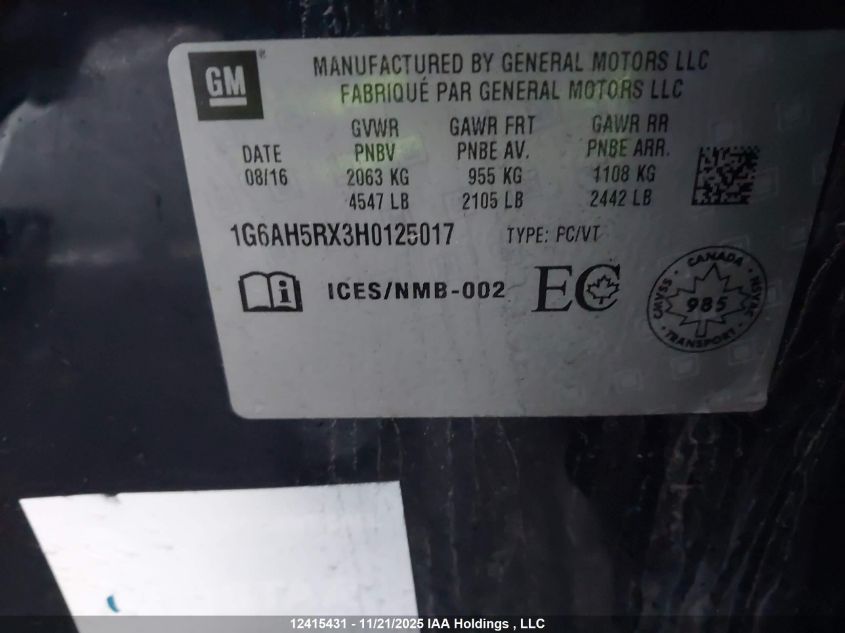 GM
MANUFACTURED BY GENERAL MOTORS LLC
FABRIQUÉ PAR GENERAL MOTORS LLC
DATE
08/16
GVWR
PNBV
2063 KG
4547 LB
GAWR FRT
PNBE AV.
955 KG
2105 LB
GAWR RR
PNBE ARR.
1108 KG
2442 LB
1G6AH5RX3H0125017 TYPE: PC/VT
i ICES/NMB-002 EC
CANADA
CMVSS
NSVAC
985
TRANSPORT
12415431 - 11/21/2025 IAA Holdings , LLC